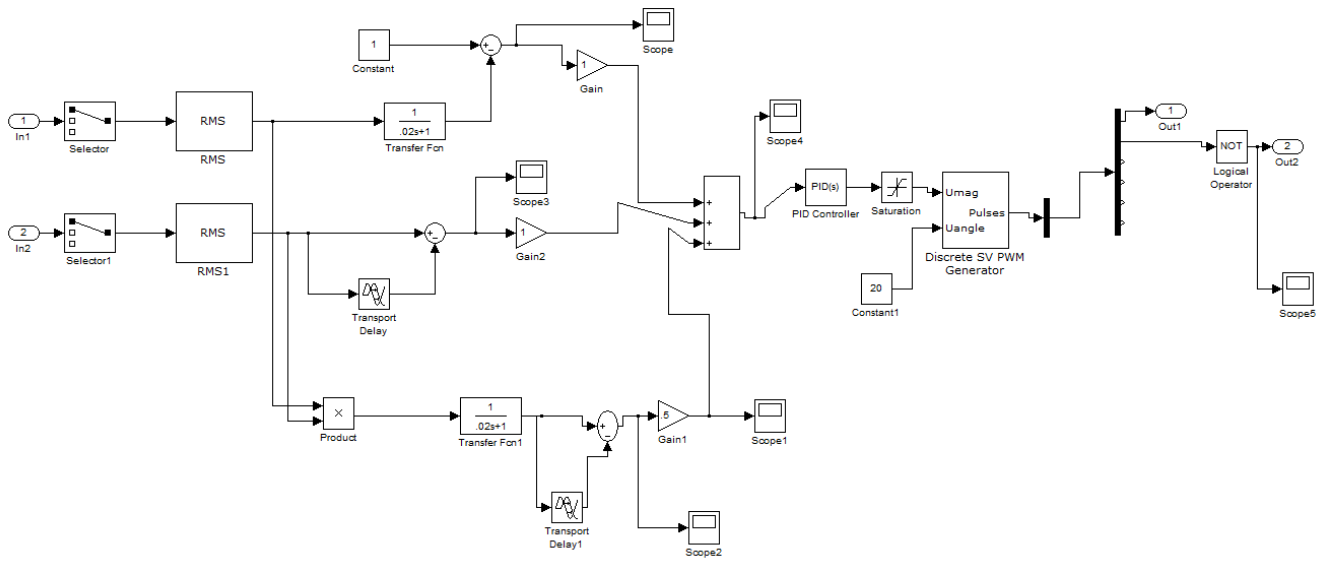 1
Constant
+
−
Scope
1
Gain
1
In1
Selector
RMS
RMS
1
.02s+1
Transfer Fcn
Scope4
1
Out1
NOT
Logical
Operator
2
Out2
Scope3
2
In2
Selector1
RMS
RMS1
+
−
1
Gain2
+
+
+
PID(s)
PID Controller
Saturation
Umag
Pulses
Uangle
Discrete SV PWM
Generator
20
Constant1
Scope5
Transport
Delay
×
Product
1
.02s+1
Transfer Fcn1
+
−
.5
Gain1
Scope1
Transport
Delay1
Scope2